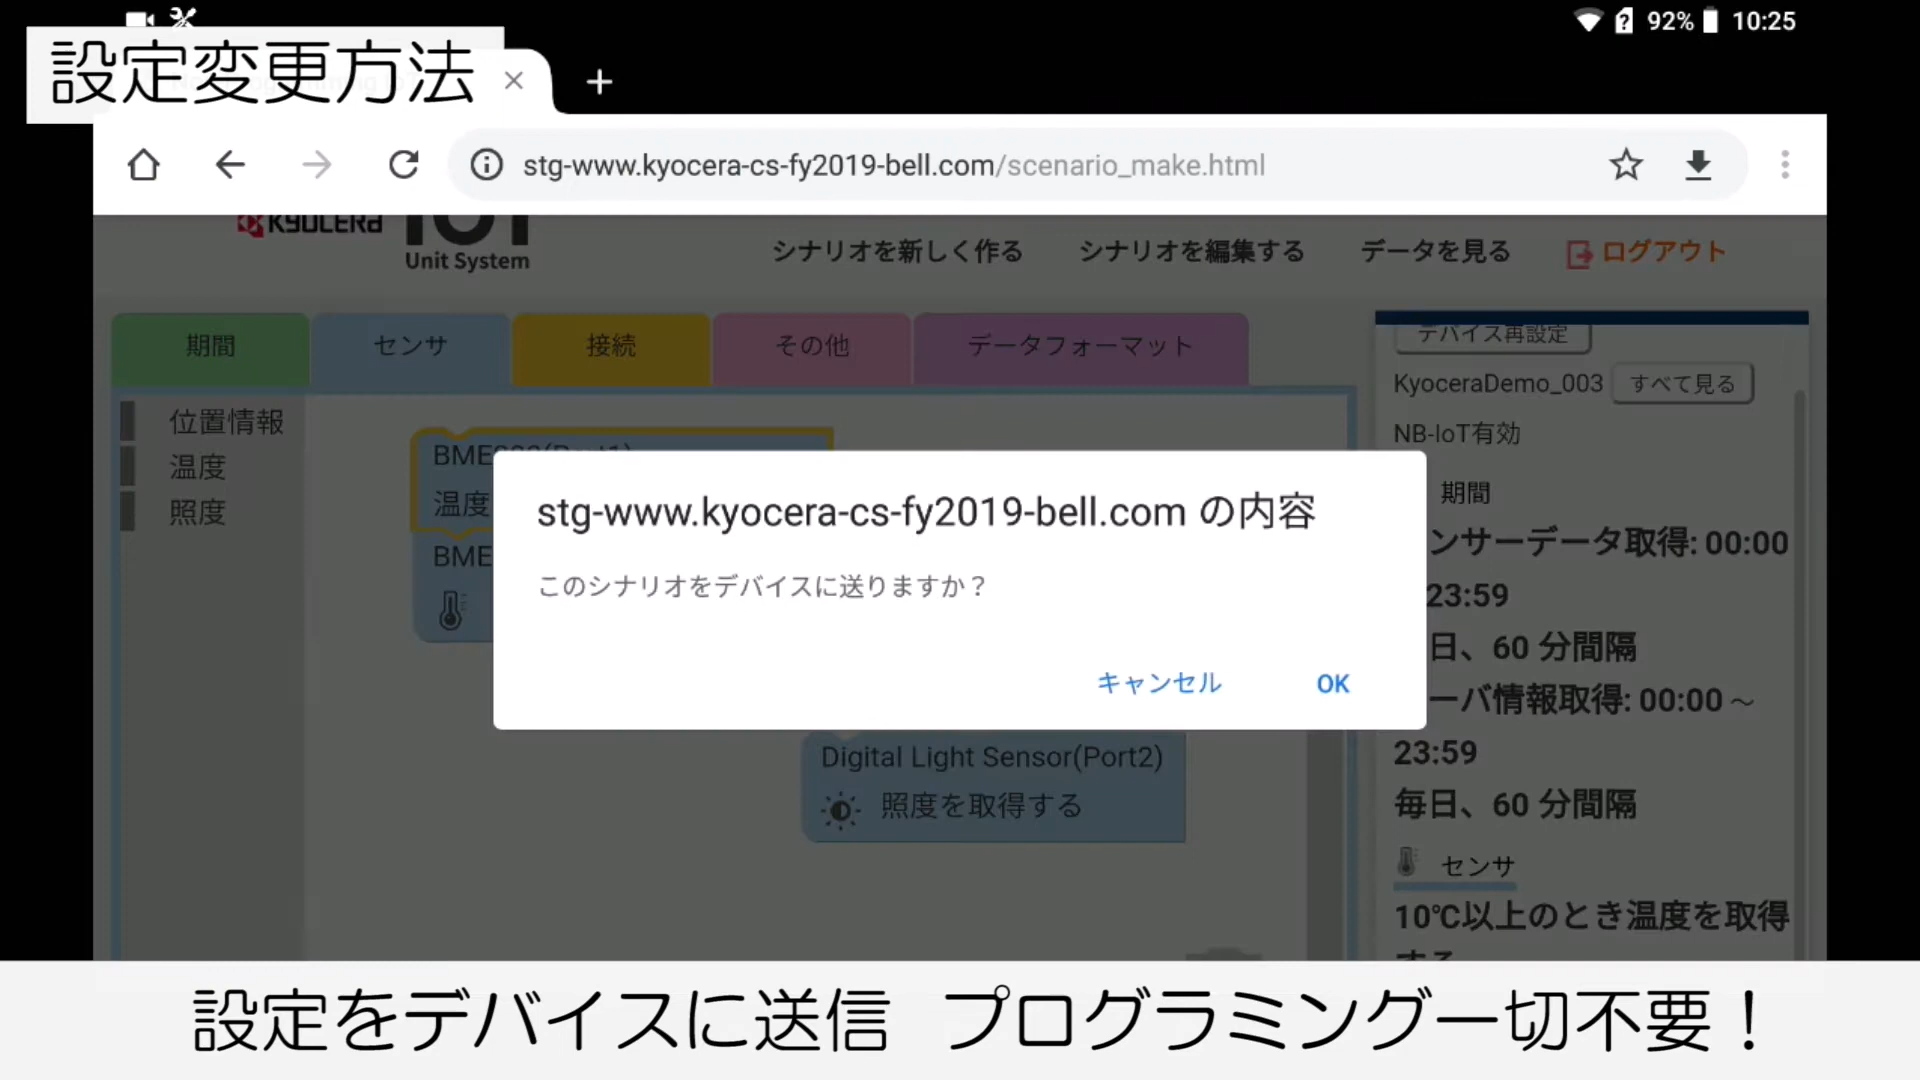 92% 10:25
設定変更方法
stg-www.kyocera-cs-fy2019-bell.com/scenario_make.html
KYOCERA IoT
Unit System
シナリオを新しく作る シナリオを編集する データを見る ログアウト
期間 センサ 接続 その他 データフォーマット
デバイス再設定
KyoceraDemo_003 すべて見る
NB-IoT有効
期間
ンサーデータ取得: 00:00
23:59
日、60 分間隔
ーバ情報取得: 00:00～
23:59
毎日、60 分間隔
センサ
10℃以上のとき温度を取得
する
位置情報
温度
照度
温度
BME
stg-www.kyocera-cs-fy2019-bell.com の内容
このシナリオをデバイスに送りますか？
キャンセル OK
Digital Light Sensor(Port2)
照度を取得する
設定をデバイスに送信 プログラミング一切不要！